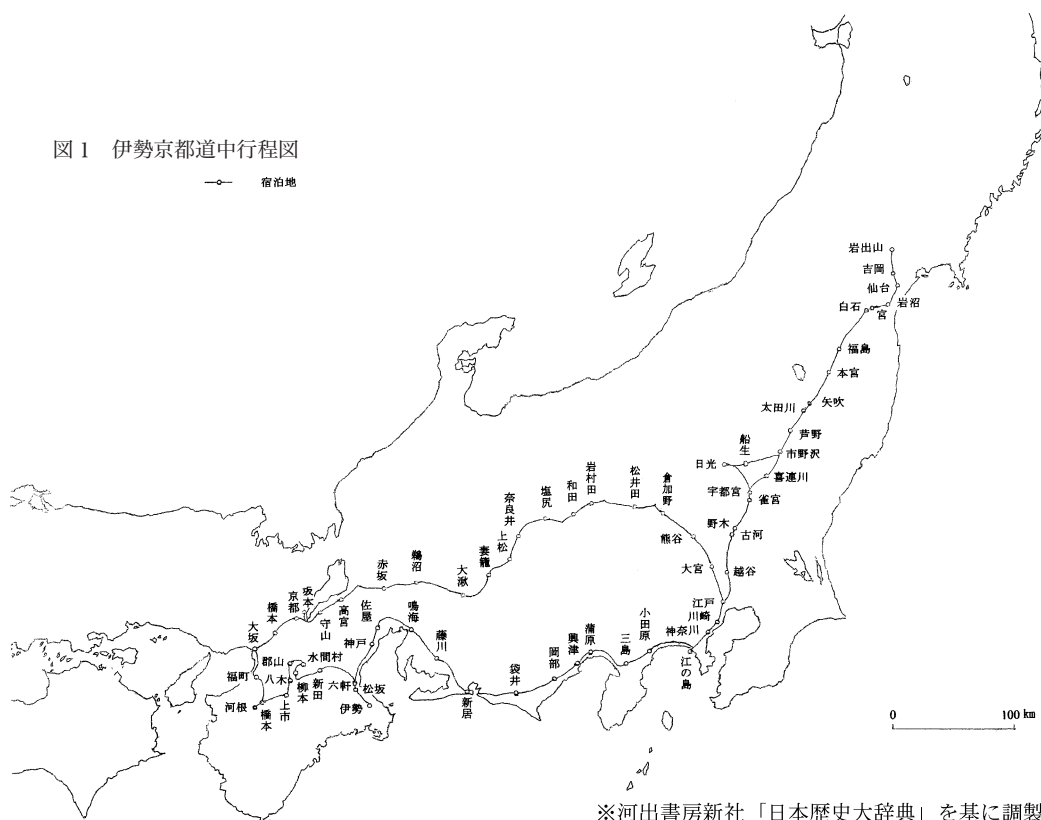 図1 伊勢京都道中行程図
宿泊地
岩出山
吉岡
仙台
岩沼
宮
白石
福島
本宮
矢吹
太田川
芦野
市野沢
船生
日光
喜連川
宇都宮
雀宮
野木
古河
越谷
江戸
川崎
神奈川
江の島
小田原
三島
蒲原
興津
岡部
袋井
新居
藤川
鳴海
佐屋
神戸
六軒
松坂
伊勢
新田
水間村
柳本
郡山
八木
上市
橋本
河根
福町
大坂
橋本
京都
坂本
守山
高宮
赤坂
鵜沼
大湫
妻籠
上松
奈良井
塩尻
和田
岩村田
松井田
倉加野
熊谷
大宮
0 100km
※河出書房新社「日本歴史大辞典」を基に調製